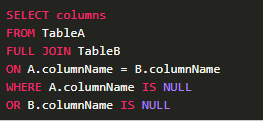 SELECT columns
FROM TableA
FULL JOIN TableB
ON A.columnName = B.columnName
WHERE A.columnName IS NULL
OR B.columnName IS NULL